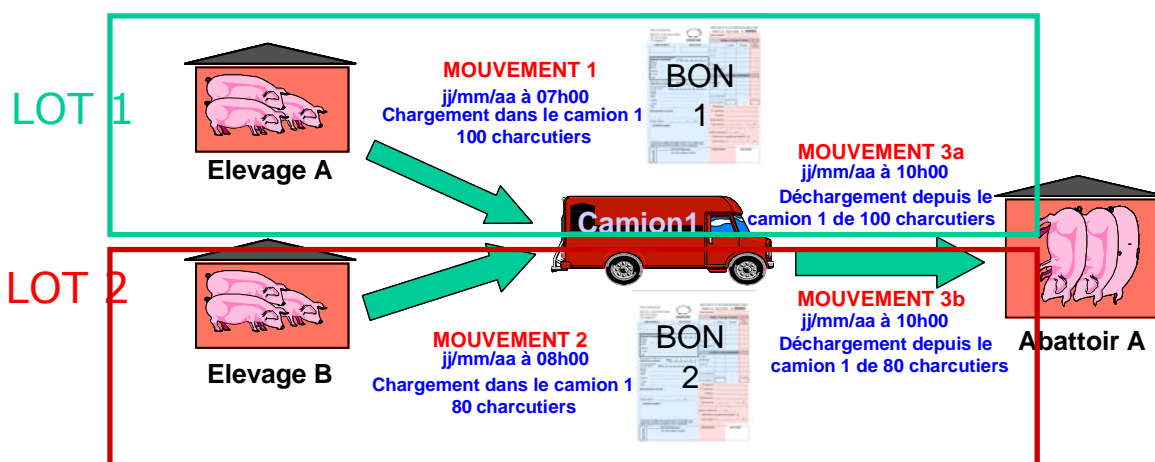 LOT 1
Elevage A
MOUVEMENT 1
jj/mm/aa à 07h00
Chargement dans le camion 1
100 charcutiers
BON
1
MOUVEMENT 3a
jj/mm/aa à 10h00
Déchargement depuis le
camion 1 de 100 charcutiers
Camion1
LOT 2
Elevage B
MOUVEMENT 2
jj/mm/aa à 08h00
Chargement dans le camion 1
80 charcutiers
BON
2
MOUVEMENT 3b
jj/mm/aa à 10h00
Déchargement depuis le
camion 1 de 80 charcutiers
Abattoir A